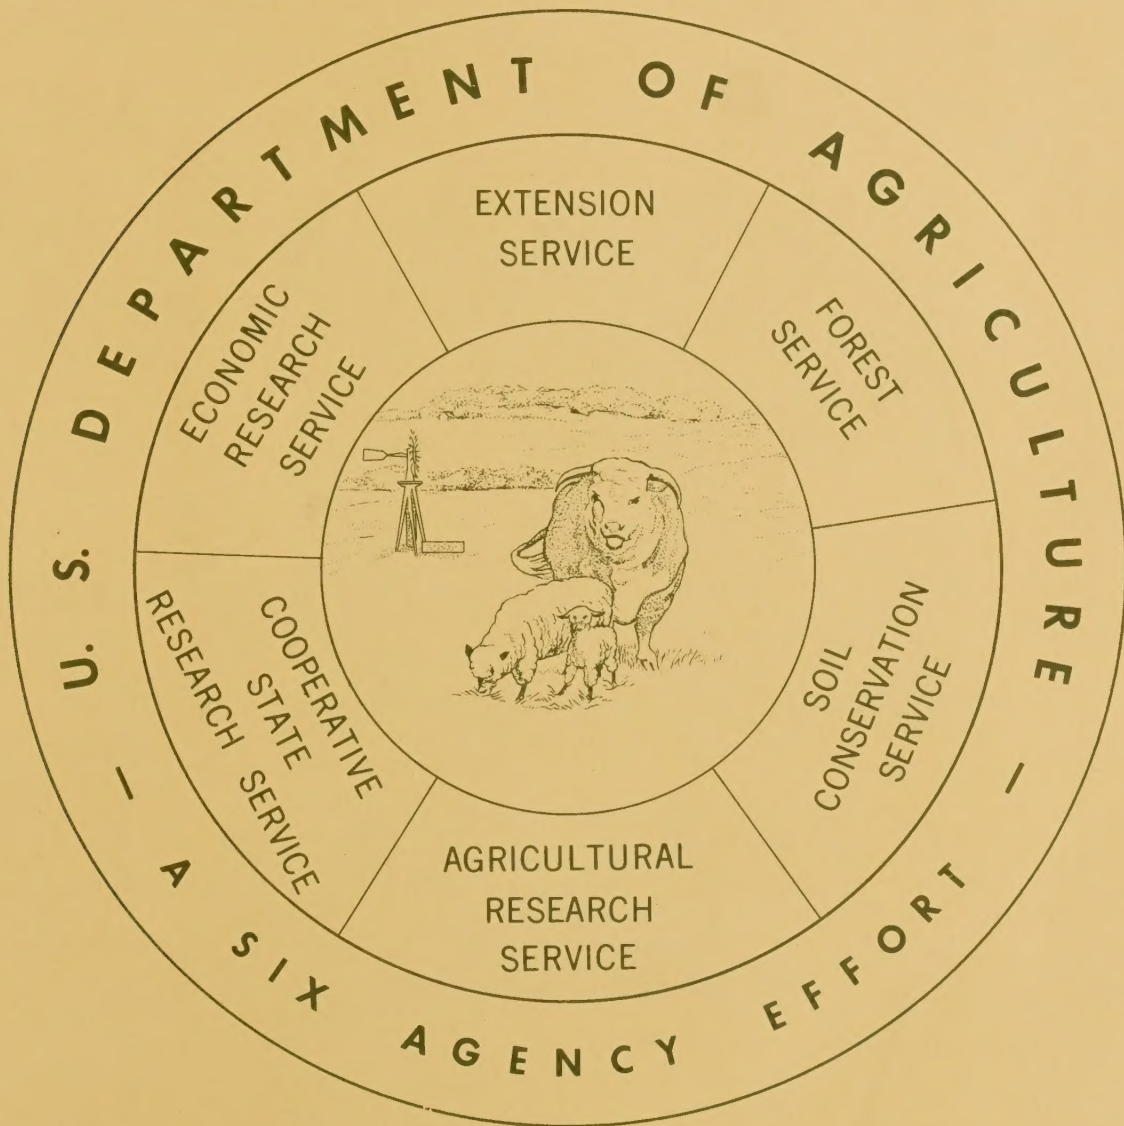 U. S. DEPARTMENT OF AGRICULTURE —
— A SIX AGENCY EFFORT
EXTENSION
SERVICE
FOREST
SERVICE
SOIL
CONSERVATION
SERVICE
AGRICULTURAL
RESEARCH
SERVICE
COOPERATIVE
STATE
RESEARCH SERVICE
ECONOMIC
RESEARCH
SERVICE